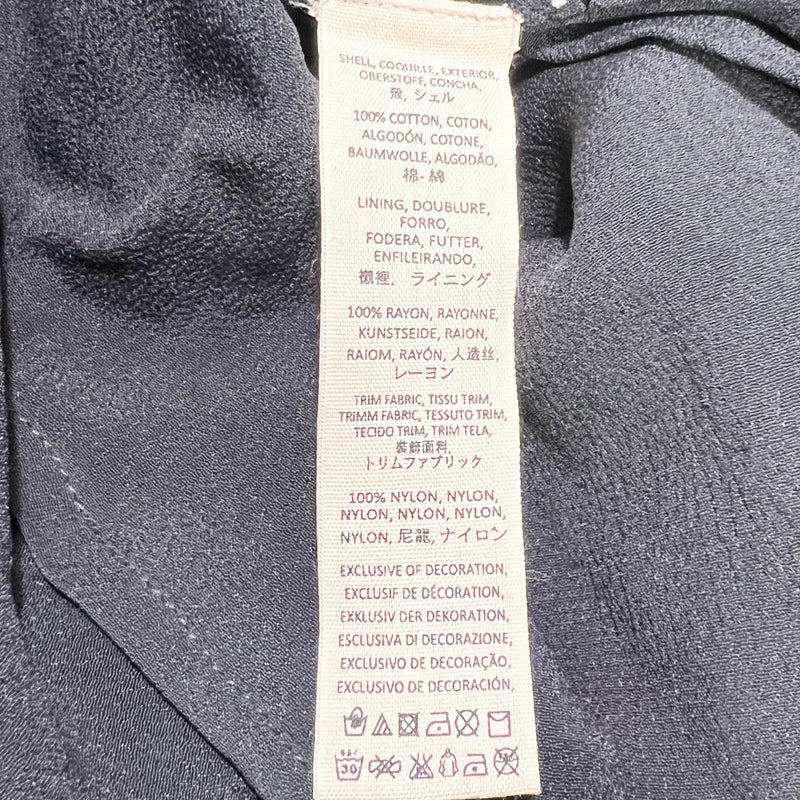 SHELL, COQUILLE, EXTERIOR,
OBERSTOFF, CONCHA,
殼, シェル
100% COTTON, COTON,
ALGODÓN, COTONE,
BAUMWOLLE, ALGODÃO,
棉- 綿
LINING, DOUBLURE,
FORRO,
FODERA, FUTTER,
ENFILEIRANDO,
襯裡, ライニング
100% RAYON, RAYONNE,
KUNSTSEIDE, RAION,
RAIOM, RAYÓN, 人造丝,
レーヨン
TRIM FABRIC, TISSU TRIM,
TRIMM FABRIC, TESSUTO TRIM,
TECIDO TRIM, TRIM TELA,
裝飾面料,
トリムファブリック
100% NYLON, NYLON,
NYLON, NYLON, NYLON,
NYLON, 尼龍, ナイロン
EXCLUSIVE OF DECORATION,
EXCLUSIF DE DÉCORATION,
EXKLUSIV DER DEKORATION,
ESCLUSIVA DI DECORAZIONE,
EXCLUSIVO DE DECORAÇÃO,
EXCLUSIVO DE DECORACIÓN,
30